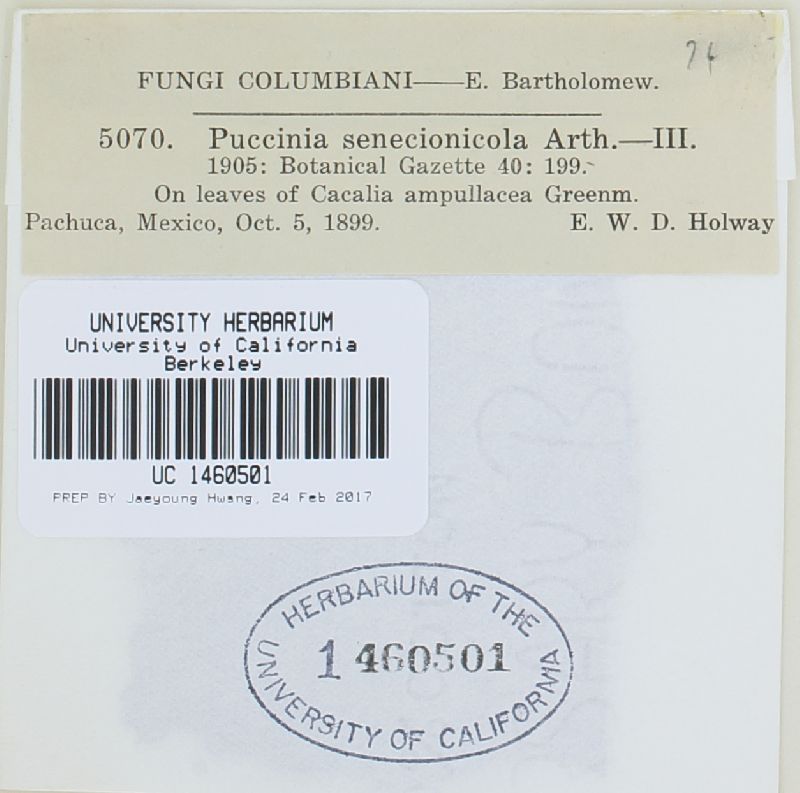 FUNGI COLUMBIANI——E. Bartholomew.
5070. Puccinia senecionicola Arth.—III.
1905: Botanical Gazette 40: 199.
On leaves of Cacalia ampullacea Greenm.
Pachuca, Mexico, Oct. 5, 1899. E. W. D. Holway
UNIVERSITY HERBARIUM
University of California
Berkeley
UC 1460501
PREP BY Jaeyoung Hwang, 24 Feb 2017
HERBARIUM OF THE
1460501
UNIVERSITY OF CALIFORNIA